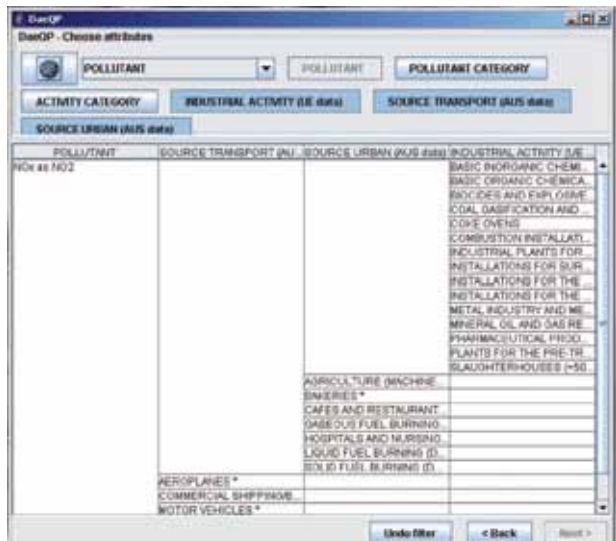 DaeQP
DaeQP - Choose attributes
POLLUTANT POLLUTANT POLLUTANT CATEGORY
ACTIVITY CATEGORY INDUSTRIAL ACTIVITY (UE data) SOURCE TRANSPORT (AUS data)
SOURCE URBAN (AUS data)
POLLUTANT SOURCE TRANSPORT (AU... SOURCE URBAN (AUS data) INDUSTRIAL ACTIVITY (UE...
NOx as NO2 BASIC INORGANIC CHEMI...
BASIC ORGANIC CHEMICA...
BIOCIDES AND EXPLOSIVE...
COAL GASIFICATION AND ...
COKE OVENS
COMBUSTION INSTALLATI...
INDUSTRIAL PLANTS FOR...
INSTALLATIONS FOR SUR...
INSTALLATIONS FOR THE ...
INSTALLATIONS FOR THE ...
METAL INDUSTRY AND ME...
MINERAL OIL AND GAS RE...
PHARMACEUTICAL PROD...
PLANTS FOR THE PRE-TR...
SLAUGHTERHOUSES (>50...
AGRICULTURE (MACHINE...
BAKERIES *
CAFES AND RESTAURANT...
GASEOUS FUEL BURNING...
HOSPITALS AND NURSING...
LIQUID FUEL BURNING (D...
SOLID FUEL BURNING (D...
AEROPLANES *
COMMERCIAL SHIPPING/B...
MOTOR VEHICLES *
Undo filter < Back Next >